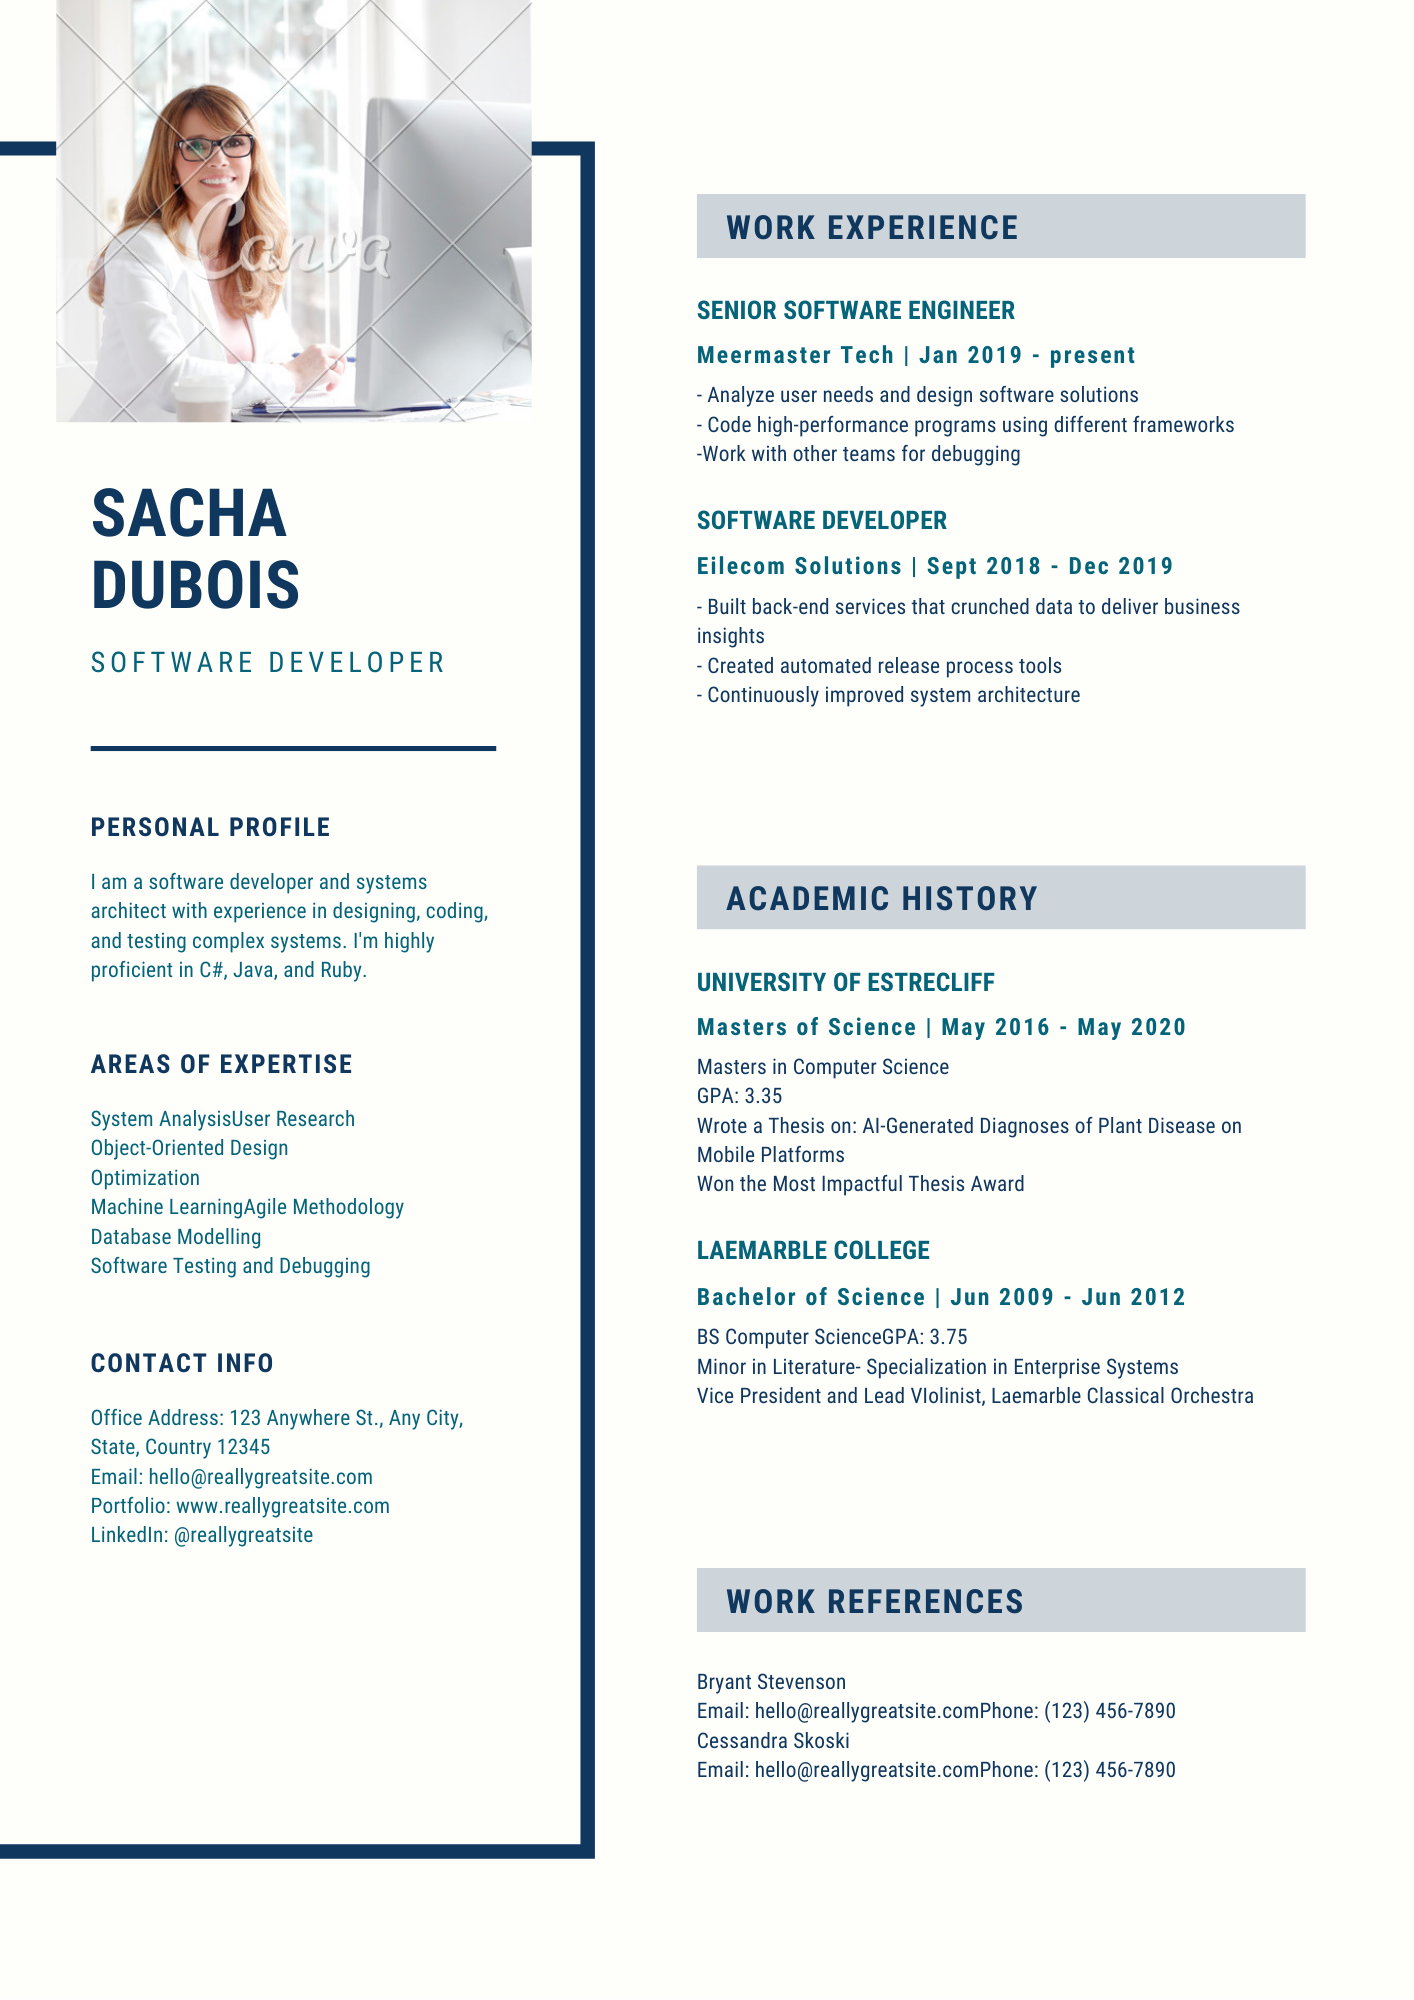 Canva
SACHA
DUBOIS
SOFTWARE DEVELOPER
PERSONAL PROFILE
I am a software developer and systems
architect with experience in designing, coding,
and testing complex systems. I'm highly
proficient in C#, Java, and Ruby.
AREAS OF EXPERTISE
System AnalysisUser Research
Object-Oriented Design
Optimization
Machine LearningAgile Methodology
Database Modelling
Software Testing and Debugging
CONTACT INFO
Office Address: 123 Anywhere St., Any City,
State, Country 12345
Email: hello@reallygreatsite.com
Portfolio: www.reallygreatsite.com
LinkedIn: @reallygreatsite
WORK EXPERIENCE
SENIOR SOFTWARE ENGINEER
Meermaster Tech | Jan 2019 - present
- Analyze user needs and design software solutions
- Code high-performance programs using different frameworks
-Work with other teams for debugging
SOFTWARE DEVELOPER
Eilecom Solutions | Sept 2018 - Dec 2019
- Built back-end services that crunched data to deliver business
insights
- Created automated release process tools
- Continuously improved system architecture
ACADEMIC HISTORY
UNIVERSITY OF ESTRECLIFF
Masters of Science | May 2016 - May 2020
Masters in Computer Science
GPA: 3.35
Wrote a Thesis on: AI-Generated Diagnoses of Plant Disease on
Mobile Platforms
Won the Most Impactful Thesis Award
LAEMARBLE COLLEGE
Bachelor of Science | Jun 2009 - Jun 2012
BS Computer ScienceGPA: 3.75
Minor in Literature- Specialization in Enterprise Systems
Vice President and Lead VIolinist, Laemarble Classical Orchestra
WORK REFERENCES
Bryant Stevenson
Email: hello@reallygreatsite.comPhone: (123) 456-7890
Cessandra Skoski
Email: hello@reallygreatsite.comPhone: (123) 456-7890